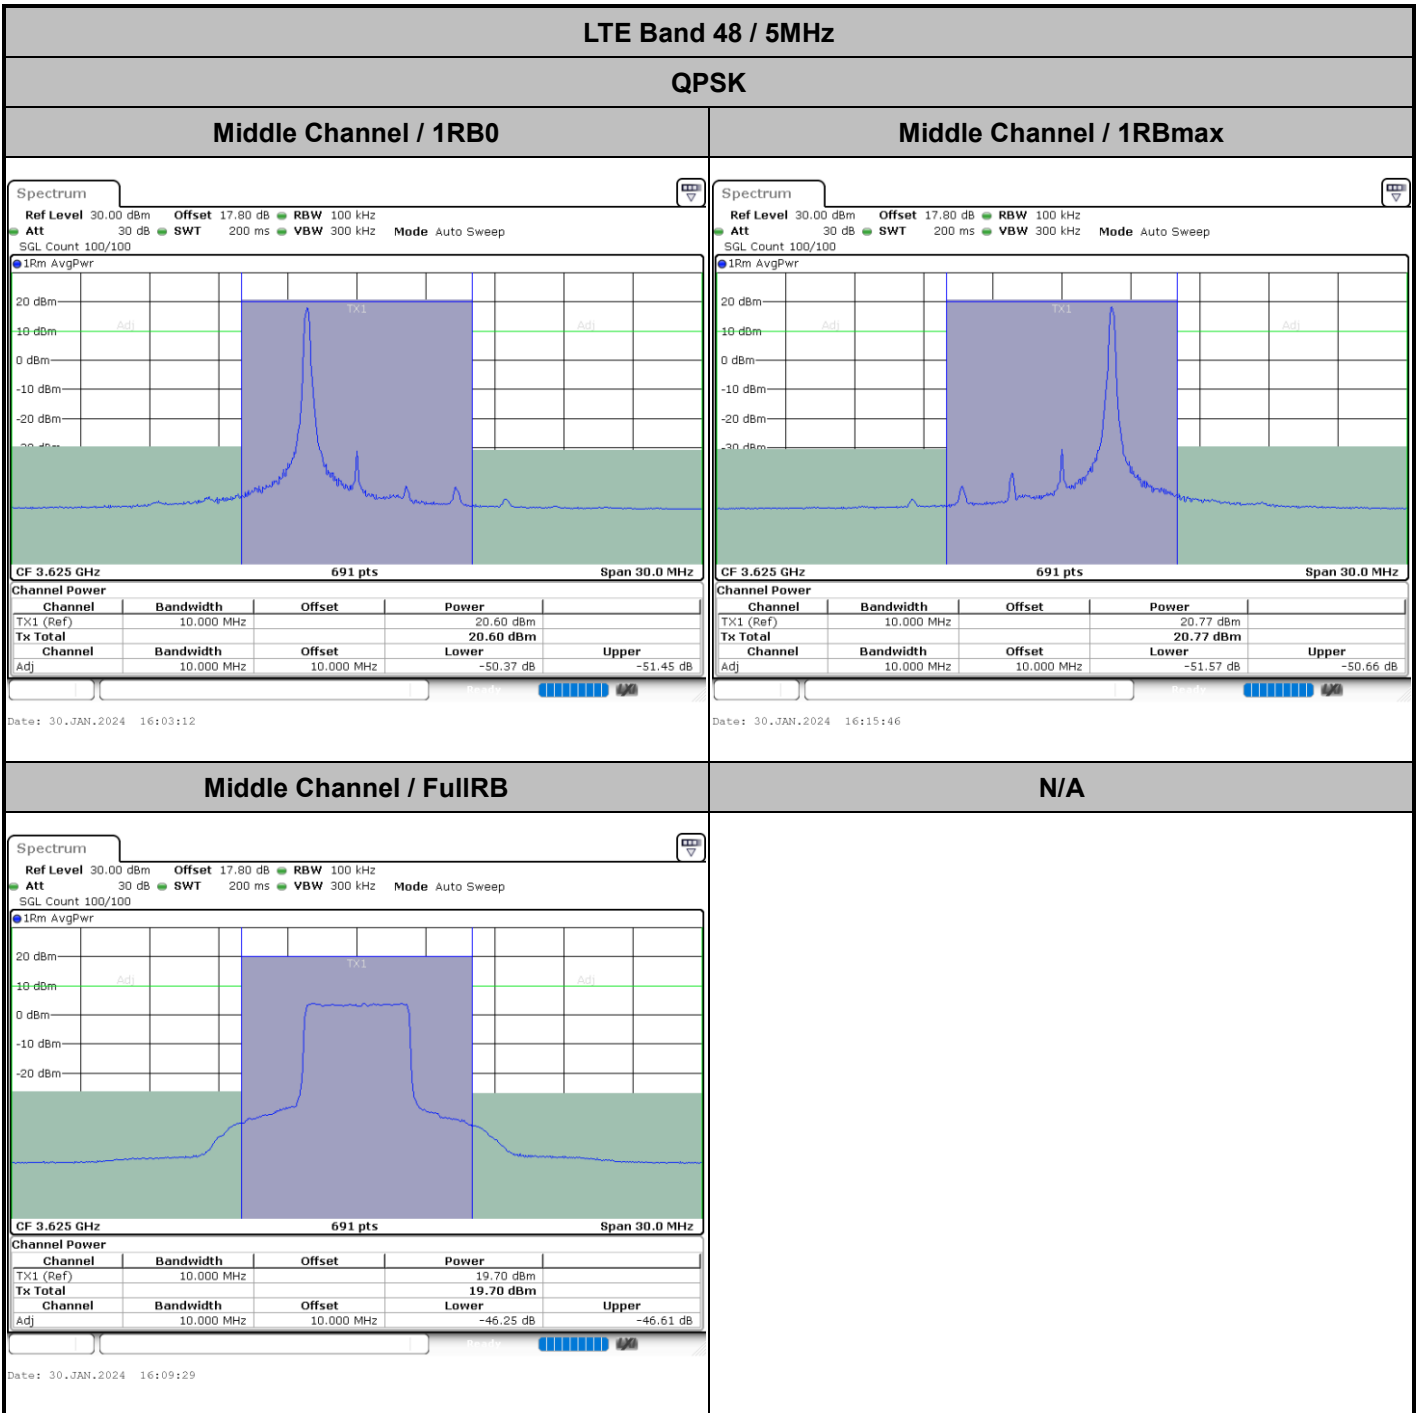 LTE Band 48 / 5MHz
QPSK
Middle Channel / 1RB0
Middle Channel / 1RBmax
Spectrum
Ref Level 30.00 dBm Offset 17.80 dB RBW 100 kHz
Att 30 dB SWT 200 ms VBW 300 kHz Mode Auto Sweep
SGL Count 100/100
1Rm AvgPwr
20 dBm
TX1
Adj
Adj
10 dBm
0 dBm
-10 dBm
-20 dBm
-30 dBm
CF 3.625 GHz 691 pts Span 30.0 MHz
Channel Power
Channel Bandwidth Offset Power
TX1 (Ref) 10.000 MHz 20.60 dBm
Tx Total 20.60 dBm
Channel Bandwidth Offset Lower Upper
Adj 10.000 MHz 10.000 MHz -50.37 dB -51.45 dB
Ready
Date: 30.JAN.2024 16:03:12
Spectrum
Ref Level 30.00 dBm Offset 17.80 dB RBW 100 kHz
Att 30 dB SWT 200 ms VBW 300 kHz Mode Auto Sweep
SGL Count 100/100
1Rm AvgPwr
20 dBm
TX1
Adj
Adj
10 dBm
0 dBm
-10 dBm
-20 dBm
-30 dBm
CF 3.625 GHz 691 pts Span 30.0 MHz
Channel Power
Channel Bandwidth Offset Power
TX1 (Ref) 10.000 MHz 20.77 dBm
Tx Total 20.77 dBm
Channel Bandwidth Offset Lower Upper
Adj 10.000 MHz 10.000 MHz -51.57 dB -50.66 dB
Ready
Date: 30.JAN.2024 16:15:46
Middle Channel / FullRB
N/A
Spectrum
Ref Level 30.00 dBm Offset 17.80 dB RBW 100 kHz
Att 30 dB SWT 200 ms VBW 300 kHz Mode Auto Sweep
SGL Count 100/100
1Rm AvgPwr
20 dBm
TX1
Adj
Adj
10 dBm
0 dBm
-10 dBm
-20 dBm
CF 3.625 GHz 691 pts Span 30.0 MHz
Channel Power
Channel Bandwidth Offset Power
TX1 (Ref) 10.000 MHz 19.70 dBm
Tx Total 19.70 dBm
Channel Bandwidth Offset Lower Upper
Adj 10.000 MHz 10.000 MHz -46.25 dB -46.61 dB
Ready
Date: 30.JAN.2024 16:09:29